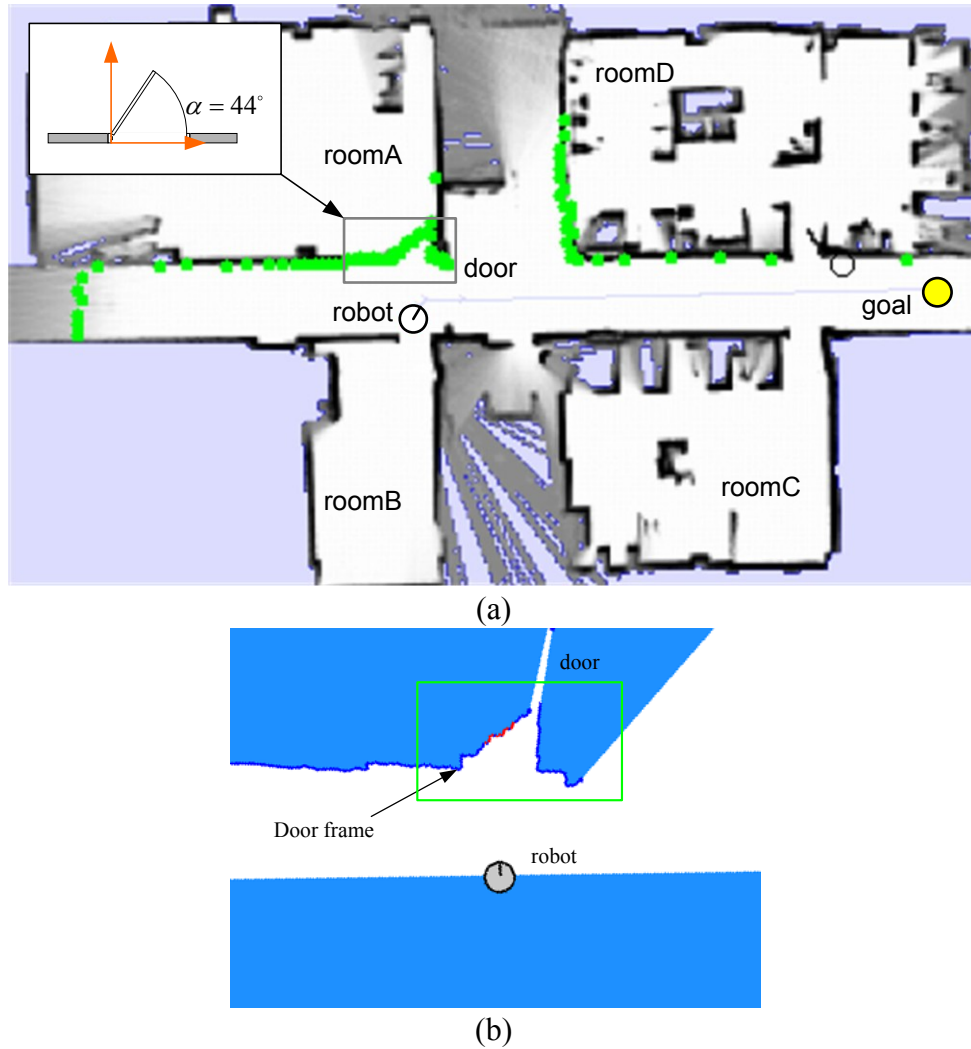 roomD
α = 44°
roomA
door
robot
goal
roomB
roomC
(a)
door
Door frame
robot
(b)